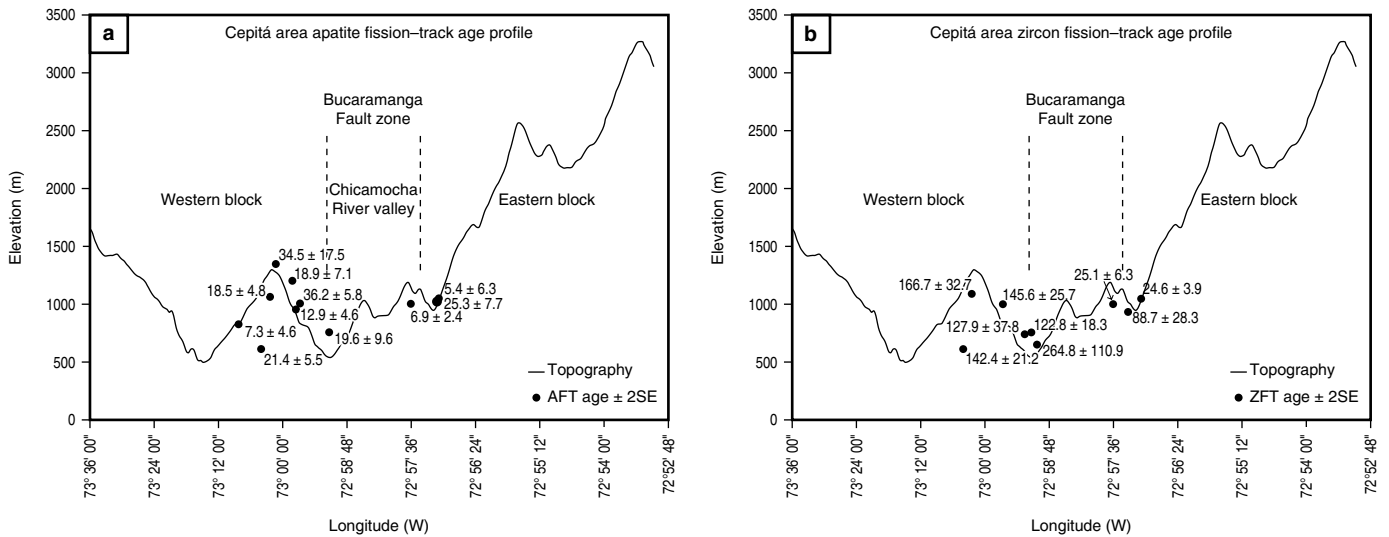 a
Cepitá area apatite fission–track age profile
Elevation (m)
3500
3000
2500
2000
1500
1000
500
0
Bucaramanga
Fault zone
Western block
Chicamocha
River valley
Eastern block
34.5 ± 17.5
18.9 ± 7.1
18.5 ± 4.8
36.2 ± 5.8
12.9 ± 4.6
7.3 ± 4.6
21.4 ± 5.5
19.6 ± 9.6
5.4 ± 6.3
25.3 ± 7.7
6.9 ± 2.4
Topography
AFT age ± 2SE
73° 36' 00"
73° 24' 00"
73° 12' 00"
73° 00' 00"
72° 48' 00"
72° 57' 36"
72° 56' 24"
72° 55' 12"
72° 54' 00"
72° 52' 48"
Longitude (W)
b
Cepitá area zircon fission–track age profile
Elevation (m)
3500
3000
2500
2000
1500
1000
500
0
Bucaramanga
Fault zone
Western block
Eastern block
166.7 ± 32.7
145.6 ± 25.7
25.1 ± 6.3
24.6 ± 3.9
88.7 ± 28.3
127.9 ± 37.8
122.8 ± 18.3
142.4 ± 21.2
264.8 ± 110.9
Topography
ZFT age ± 2SE
73° 36' 00"
73° 24' 00"
73° 12' 00"
73° 00' 00"
72° 48' 00"
72° 57' 36"
72° 56' 24"
72° 55' 12"
72° 54' 00"
72° 52' 48"
Longitude (W)